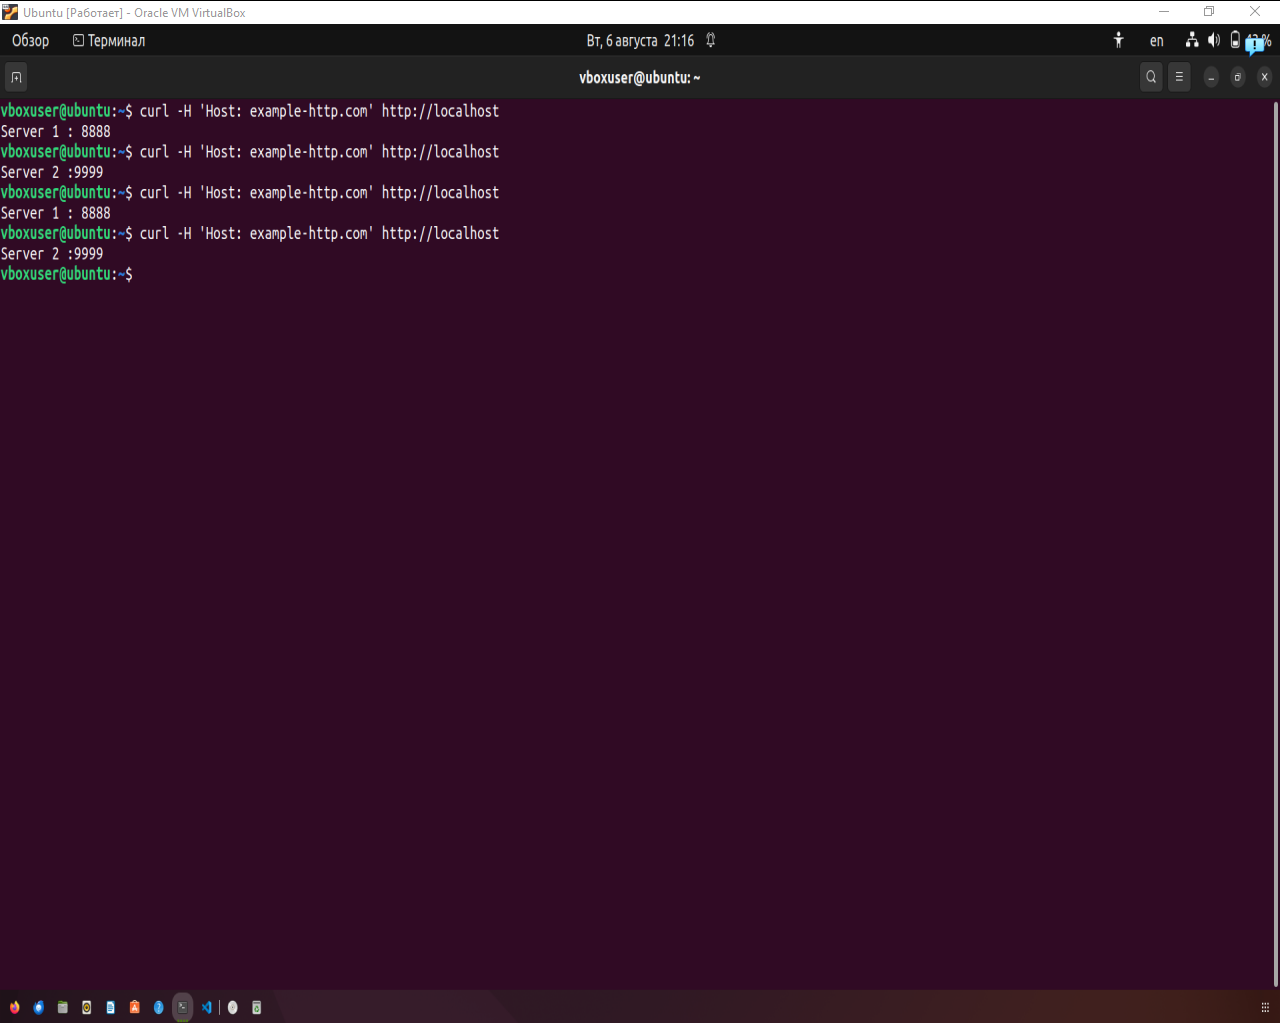 Ubuntu [Работает] - Oracle VM VirtualBox
Обзор Терминал Вт, 6 августа 21:16 en
vboxuser@ubuntu: ~
vboxuser@ubuntu:~$ curl -H 'Host: example-http.com' http://localhost
Server 1 : 8888
vboxuser@ubuntu:~$ curl -H 'Host: example-http.com' http://localhost
Server 2 :9999
vboxuser@ubuntu:~$ curl -H 'Host: example-http.com' http://localhost
Server 1 : 8888
vboxuser@ubuntu:~$ curl -H 'Host: example-http.com' http://localhost
Server 2 :9999
vboxuser@ubuntu:~$